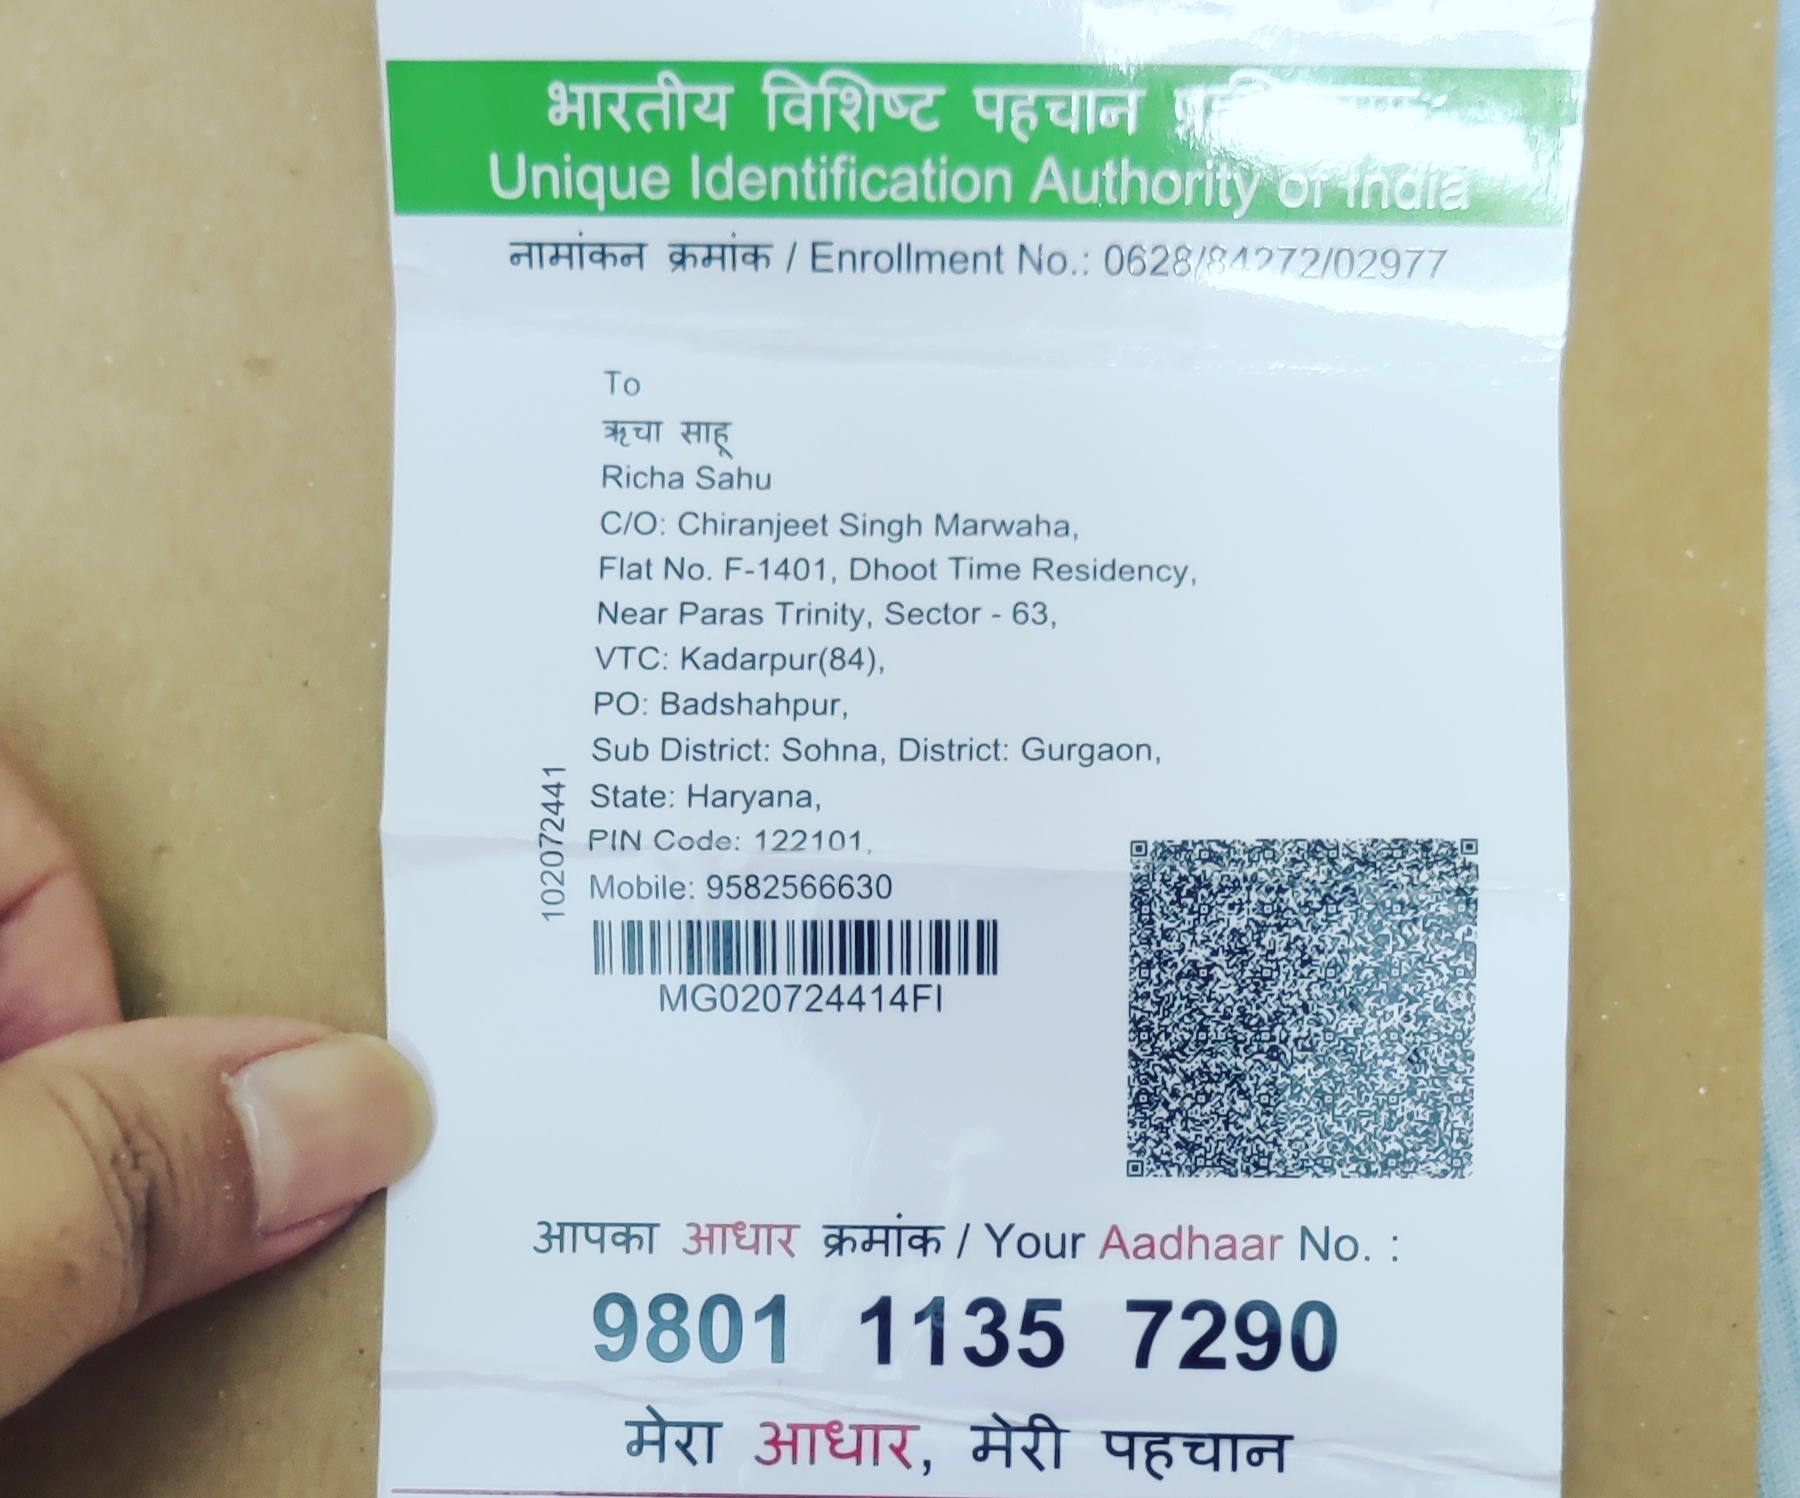 भारतीय विशिष्ट पहचान
Unique Identification Authority of India
नामांकन क्रमांक / Enrollment No.: 0628/84272/02977
To
ऋचा साहू
Richa Sahu
C/O: Chiranjeet Singh Marwaha,
Flat No. F-1401, Dhoot Time Residency,
Near Paras Trinity, Sector - 63,
VTC: Kadarpur(84),
PO: Badshahpur,
Sub District: Sohna, District: Gurgaon,
State: Haryana,
PIN Code: 122101,
Mobile: 9582566630
102072441
MG020724414FI
आपका आधार क्रमांक / Your Aadhaar No. :
9801 1135 7290
मेरा आधार, मेरी पहचान